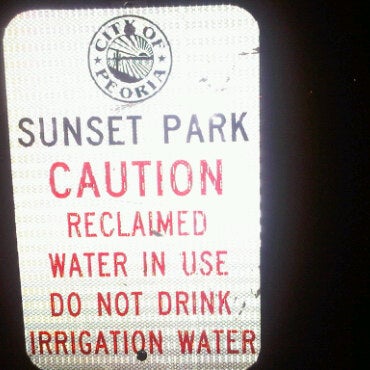 CITY OF
PEORIA
SUNSET PARK
CAUTION
RECLAIMED
WATER IN USE
DO NOT DRINK
IRRIGATION WATER